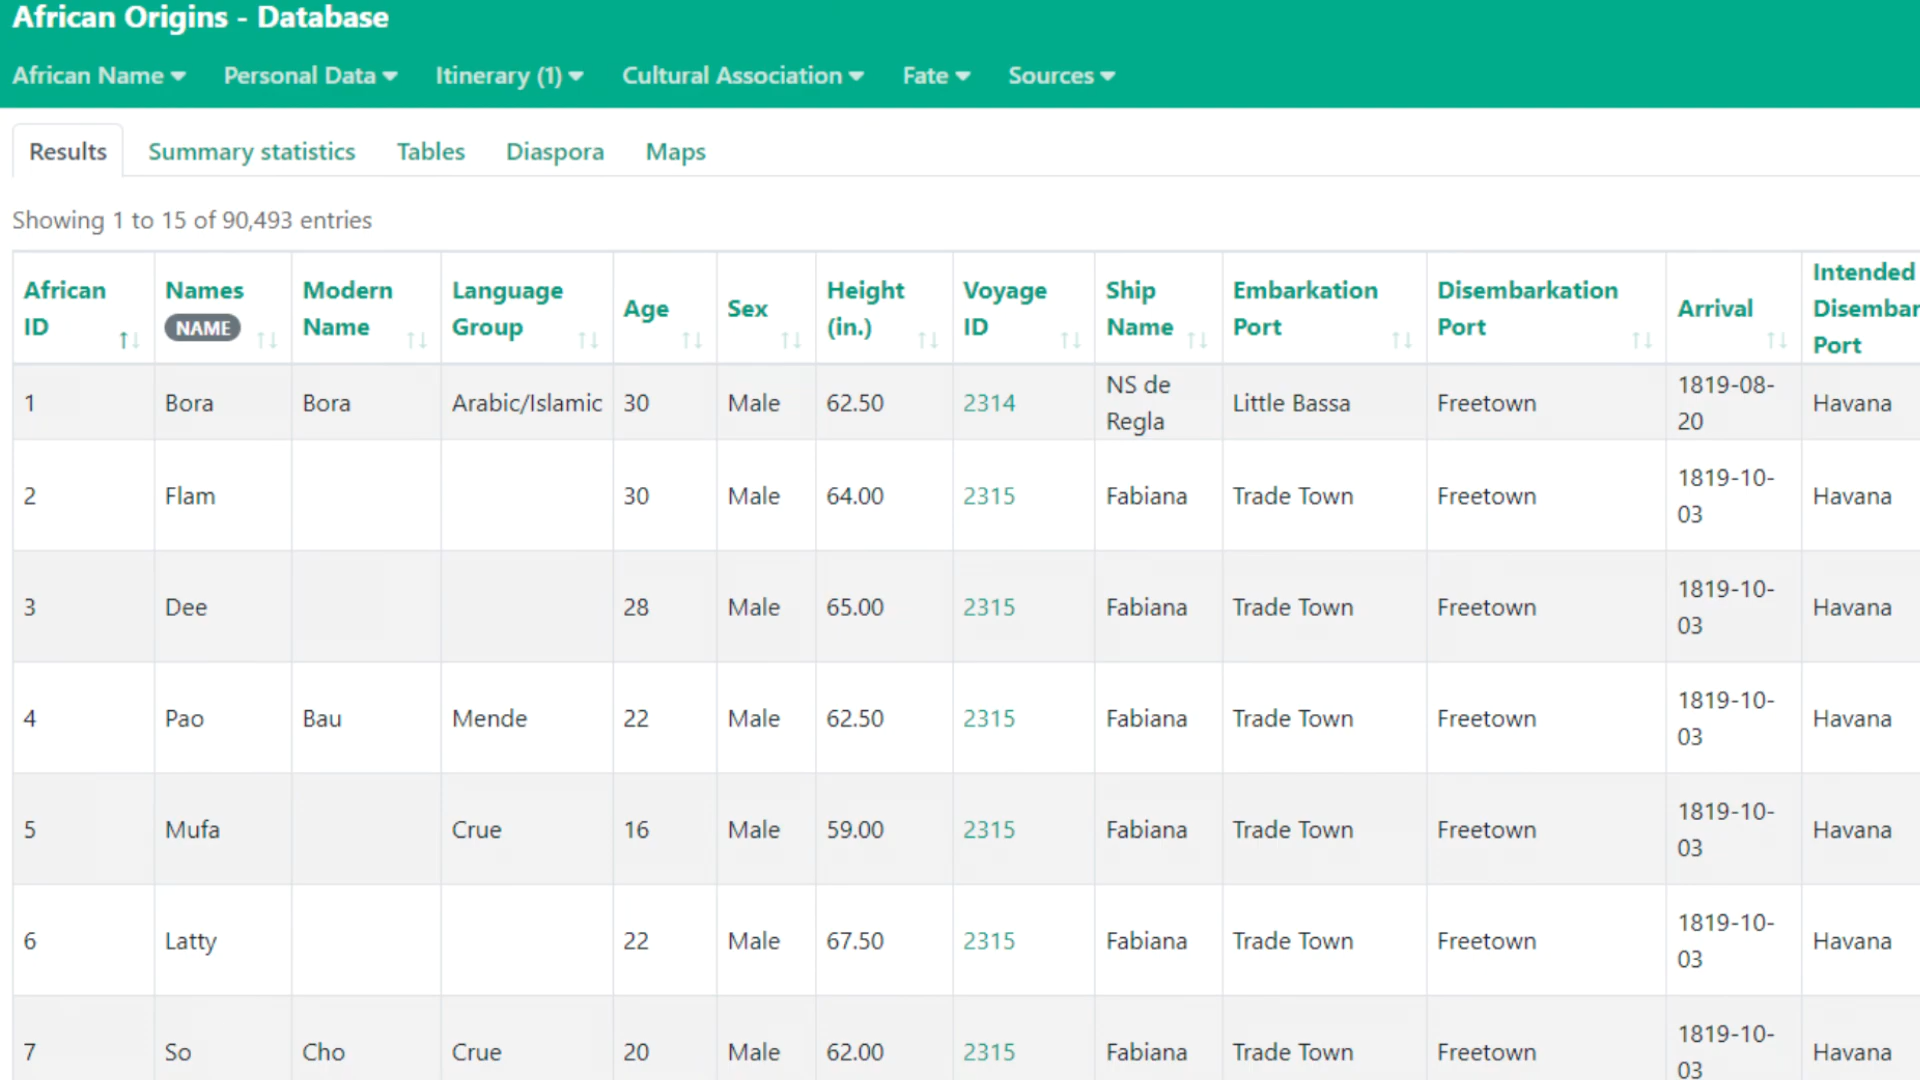 African Origins - Database
African Name Personal Data Itinerary (1) Cultural Association Fate Sources
Results Summary statistics Tables Diaspora Maps
Showing 1 to 15 of 90,493 entries
African ID Names NAME Modern Name Language Group Age Sex Height (in.) Voyage ID Ship Name Embarkation Port Disembarkation Port Arrival Intended Disembar Port
1 Bora Bora Arabic/Islamic 30 Male 62.50 2314 NS de Regla Little Bassa Freetown 1819-08-20 Havana
2 Flam 30 Male 64.00 2315 Fabiana Trade Town Freetown 1819-10-03 Havana
3 Dee 28 Male 65.00 2315 Fabiana Trade Town Freetown 1819-10-03 Havana
4 Pao Bau Mende 22 Male 62.50 2315 Fabiana Trade Town Freetown 1819-10-03 Havana
5 Mufa Crue 16 Male 59.00 2315 Fabiana Trade Town Freetown 1819-10-03 Havana
6 Latty 22 Male 67.50 2315 Fabiana Trade Town Freetown 1819-10-03 Havana
7 So Cho Crue 20 Male 62.00 2315 Fabiana Trade Town Freetown 1819-10-03 Havana